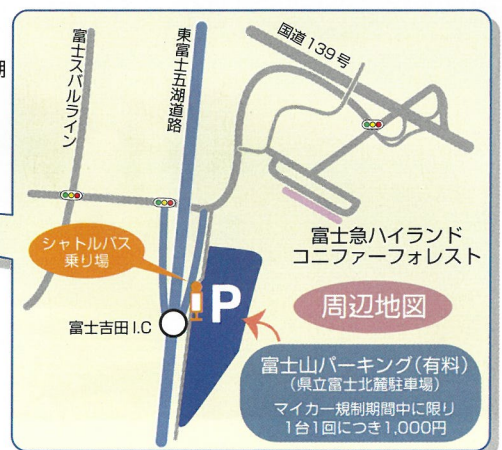 期
富士スバルライン
東富士五湖道路
国道139号
シャトルバス
乗り場
富士急ハイランド
コニファーフォレスト
富士吉田I.C
P
周辺地図
富士山パーキング(有料)
(県立富士北麓駐車場)
マイカー規制期間中に限り
1台1回につき1,000円